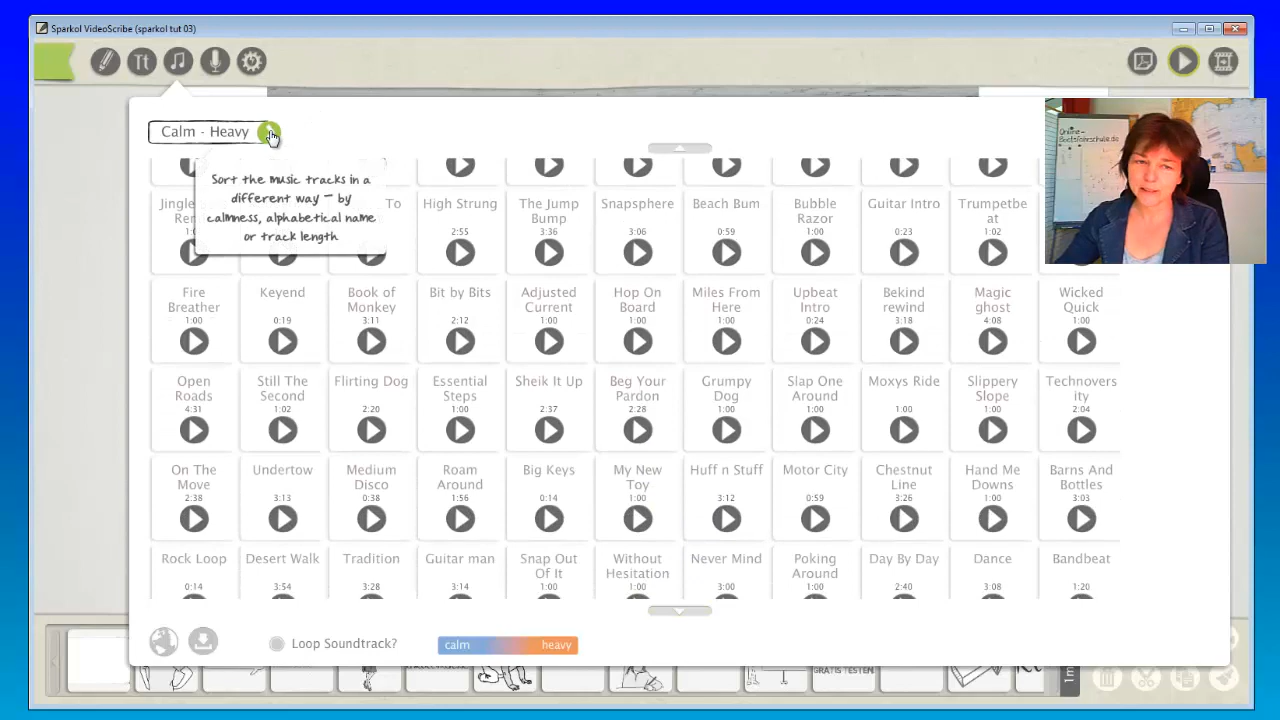 Sparkol VideoScribe (sparkol tut 03)
Tt
Calm - Heavy
Sort the music tracks in a
different way – by
calmness, alphabetical name
or track length
Online-
Bootsfahrschule.de
To
High Strung
2:55
The Jump
Bump
3:36
Snapsphere
3:06
Beach Bum
0:59
Bubble
Razor
1:00
Guitar Intro
0:23
Trumpetbe
at
1:02
Fire
Breather
1:00
Keyend
0:19
Book of
Monkey
3:11
Bit by Bits
2:12
Adjusted
Current
1:00
Hop On
Board
1:00
Miles From
Here
1:00
Upbeat
Intro
0:24
Bekind
rewind
3:18
Magic
ghost
4:08
Wicked
Quick
1:00
Open
Roads
4:31
Still The
Second
1:02
Flirting Dog
2:20
Essential
Steps
1:00
Sheik It Up
2:37
Beg Your
Pardon
2:28
Grumpy
Dog
1:00
Slap One
Around
1:00
Moxys Ride
1:00
Slippery
Slope
1:00
Technovers
ity
2:04
On The
Move
2:38
Undertow
3:13
Medium
Disco
0:38
Roam
Around
1:56
Big Keys
0:14
My New
Toy
1:00
Huff n Stuff
3:12
Motor City
0:59
Chestnut
Line
3:26
Hand Me
Downs
1:00
Barns And
Bottles
3:03
Rock Loop
0:14
Desert Walk
3:54
Tradition
3:28
Guitar man
3:14
Snap Out
Of It
1:00
Without
Hesitation
1:00
Never Mind
3:00
Poking
Around
1:00
Day By Day
2:40
Dance
3:08
Bandbeat
1:20
Loop Soundtrack?
calm
heavy
GRATIS TESTEN
1m